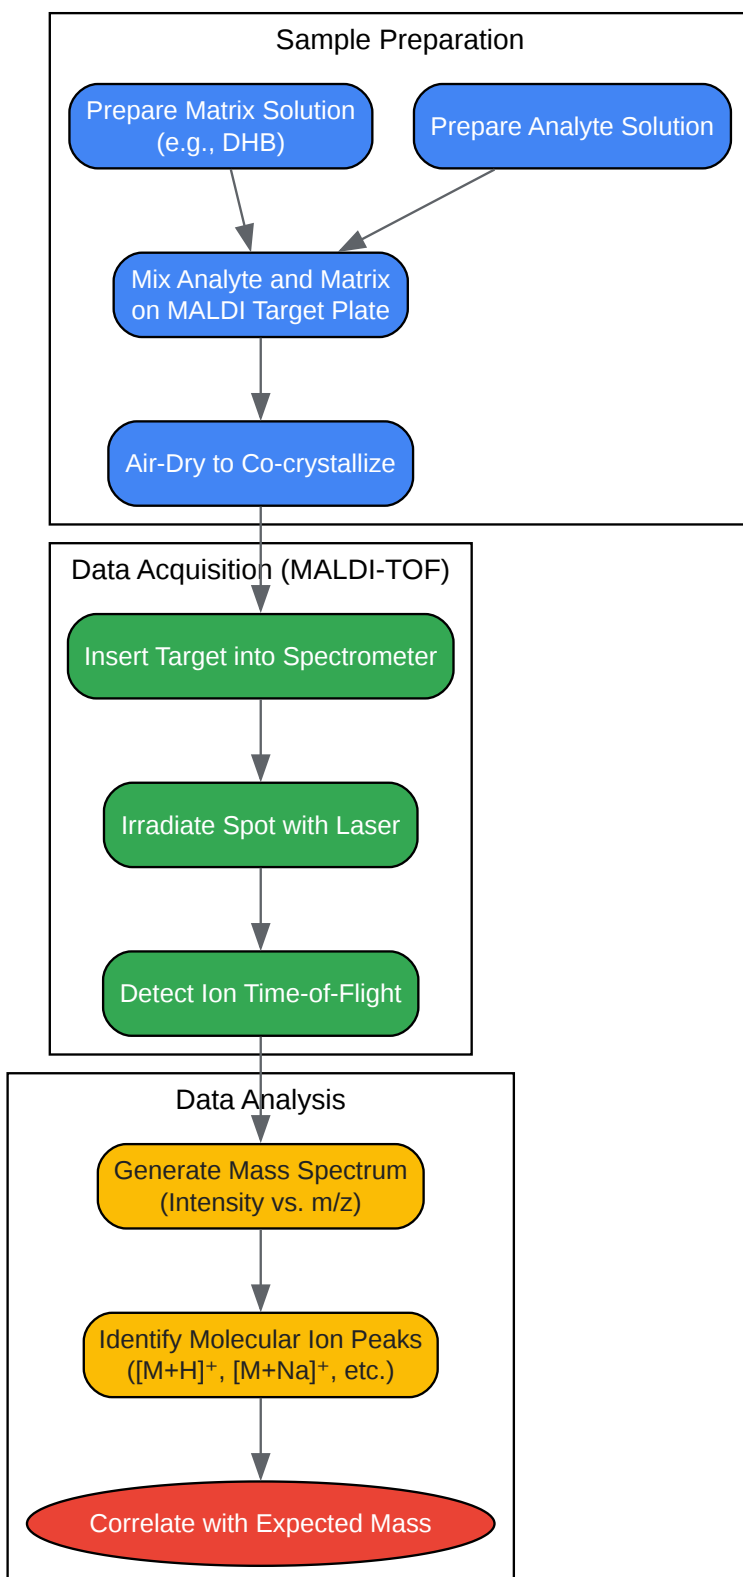 Sample Preparation
Prepare Matrix Solution
(e.g., DHB)
Prepare Analyte Solution
Mix Analyte and Matrix
on MALDI Target Plate
Air-Dry to Co-crystallize
Data Acquisition (MALDI-TOF)
Insert Target into Spectrometer
Irradiate Spot with Laser
Detect Ion Time-of-Flight
Data Analysis
Generate Mass Spectrum
(Intensity vs. m/z)
Identify Molecular Ion Peaks
([M+H]⁺, [M+Na]⁺, etc.)
Correlate with Expected Mass